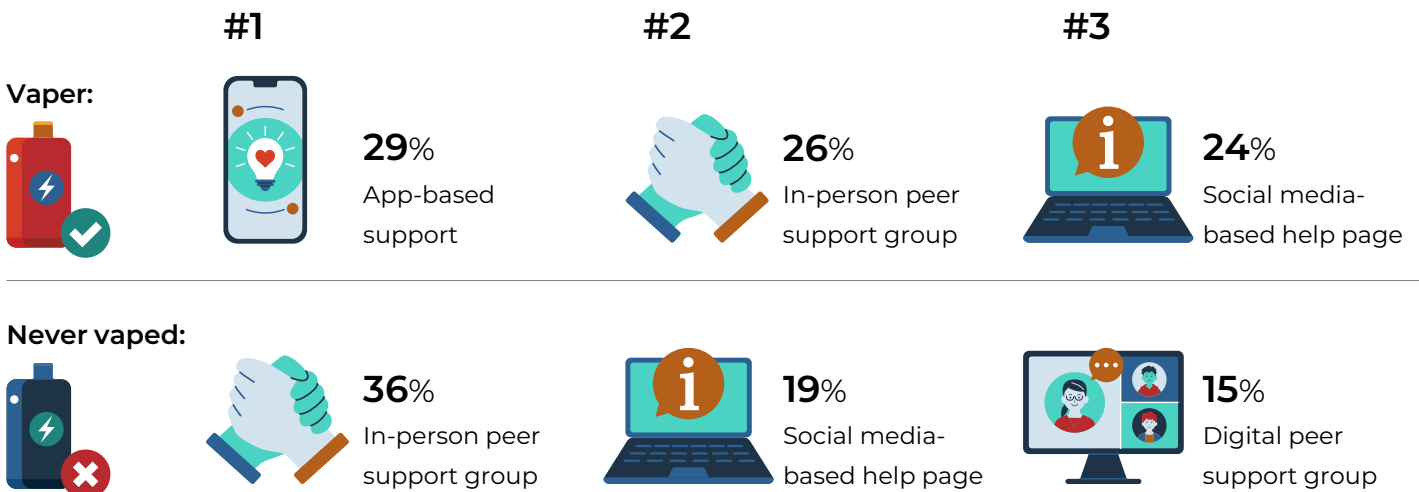 #1 #2 #3
Vaper:
29% 26% 24%
App-based In-person peer Social media-
support support group based help page
Never vaped:
36% 19% 15%
In-person peer Social media- Digital peer
support group based help page support group